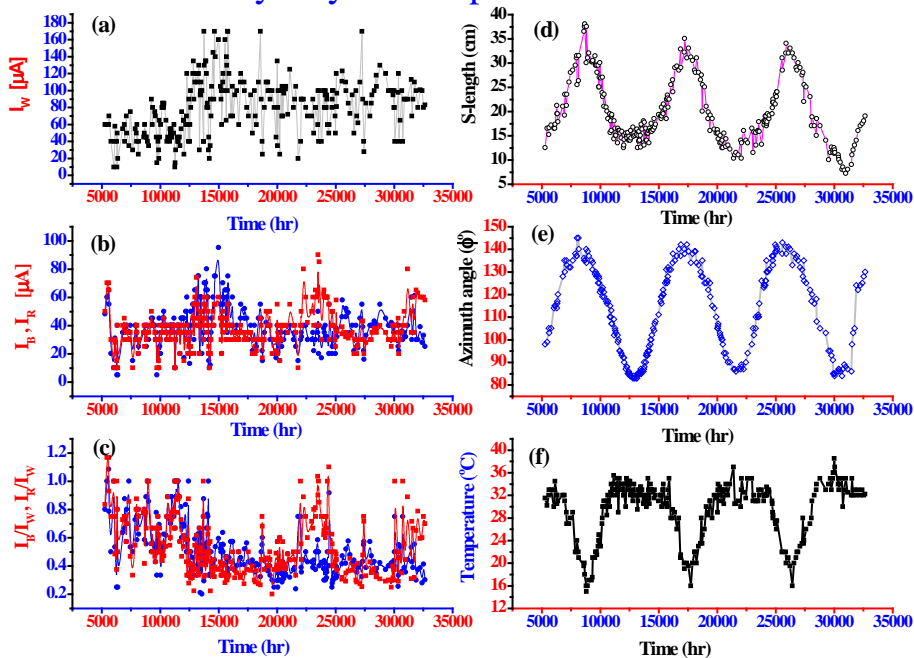 (a)
I_W [µA]
180
160
140
120
100
80
60
40
20
0
5000 10000 15000 20000 25000 30000 35000
Time (hr)
(b)
I_B , I_R [µA]
100
80
60
40
20
0
5000 10000 15000 20000 25000 30000 35000
Time (hr)
(c)
I_B/I_W, I_R/I_W
1.2
1.0
0.8
0.6
0.4
0.2
5000 10000 15000 20000 25000 30000 35000
Time (hr)
(d)
S-length (cm)
40
35
30
25
20
15
10
5
5000 10000 15000 20000 25000 30000 35000
Time (hr)
(e)
Azimuth angle (ϕ°)
150
140
130
120
110
100
90
80
5000 10000 15000 20000 25000 30000 35000
Time (hr)
(f)
Temperature (°C)
40
36
32
28
24
20
16
12
5000 10000 15000 20000 25000 30000 35000
Time (hr)